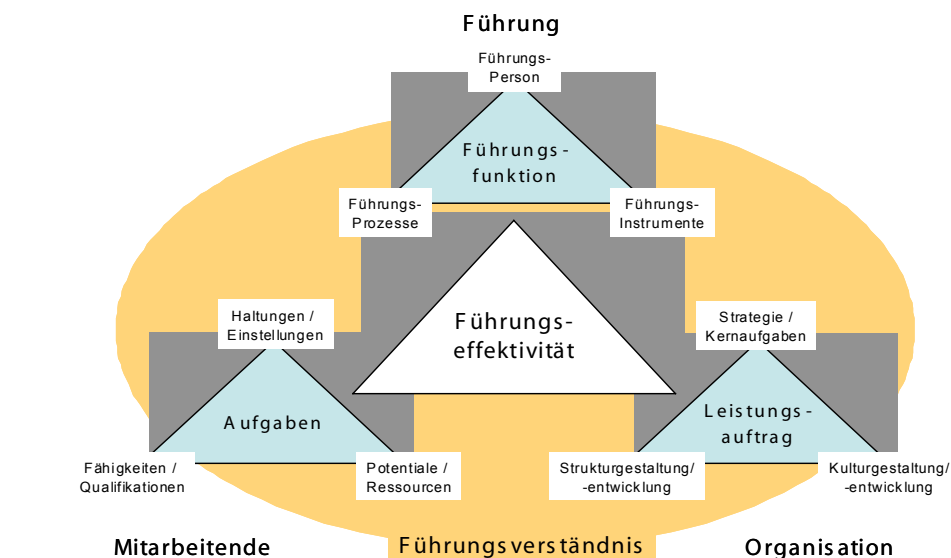 Führung
Führungs-
Person
Führungs-
funktion
Führungs-
Prozesse
Führungs-
Instrumente
Führungs-
effektivität
Haltungen /
Einstellungen
Aufgaben
Fähigkeiten /
Qualifikationen
Potentiale /
Ressourcen
Strategie /
Kernaufgaben
Leistungs-
auftrag
Strukturgestaltung/
-entwicklung
Kulturgestaltung/
-entwicklung
Mitarbeitende
Führungsverständnis
Organisation